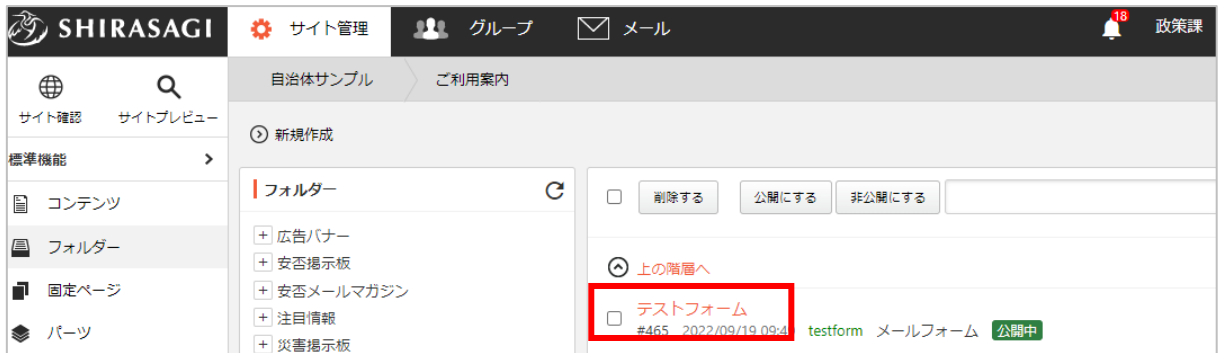 SHIRASAGI サイト管理 グループ メール 18 政策課
サイト確認 サイトプレビュー
自治体サンプル ご利用案内
標準機能
コンテンツ
フォルダー
固定ページ
パーツ
新規作成
フォルダー
広告バナー
安否掲示板
安否メールマガジン
注目情報
災害掲示板
削除する 公開にする 非公開にする
上の階層へ
テストフォーム
#465 2022/09/19 09:4 testform メールフォーム 公開中